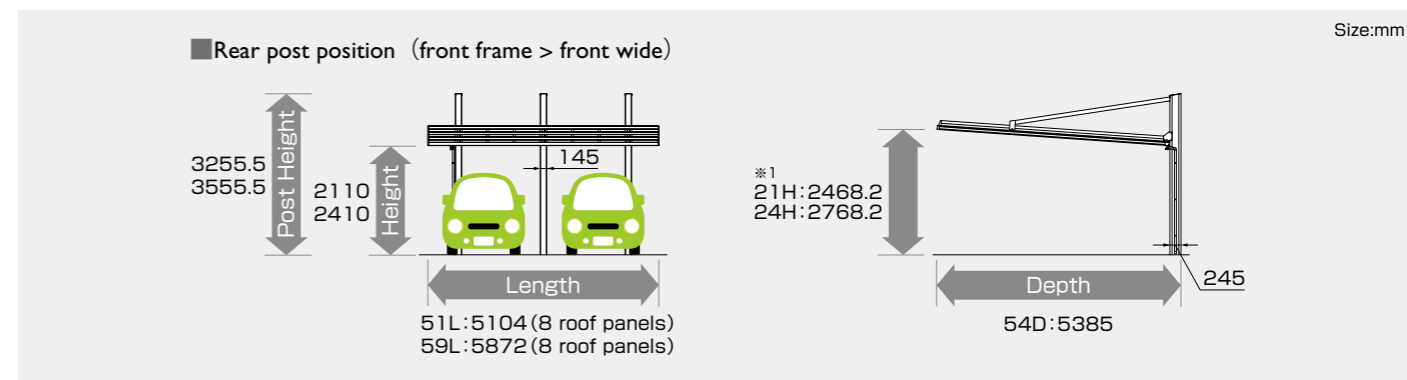 Size:mm
■Rear post position（front frame > front wide）
3255.5
3555.5
Post Height
2110
2410
Height
145
Length
51L:5104(8 roof panels)
59L:5872(8 roof panels)
※1
21H:2468.2
24H:2768.2
245
Depth
54D:5385